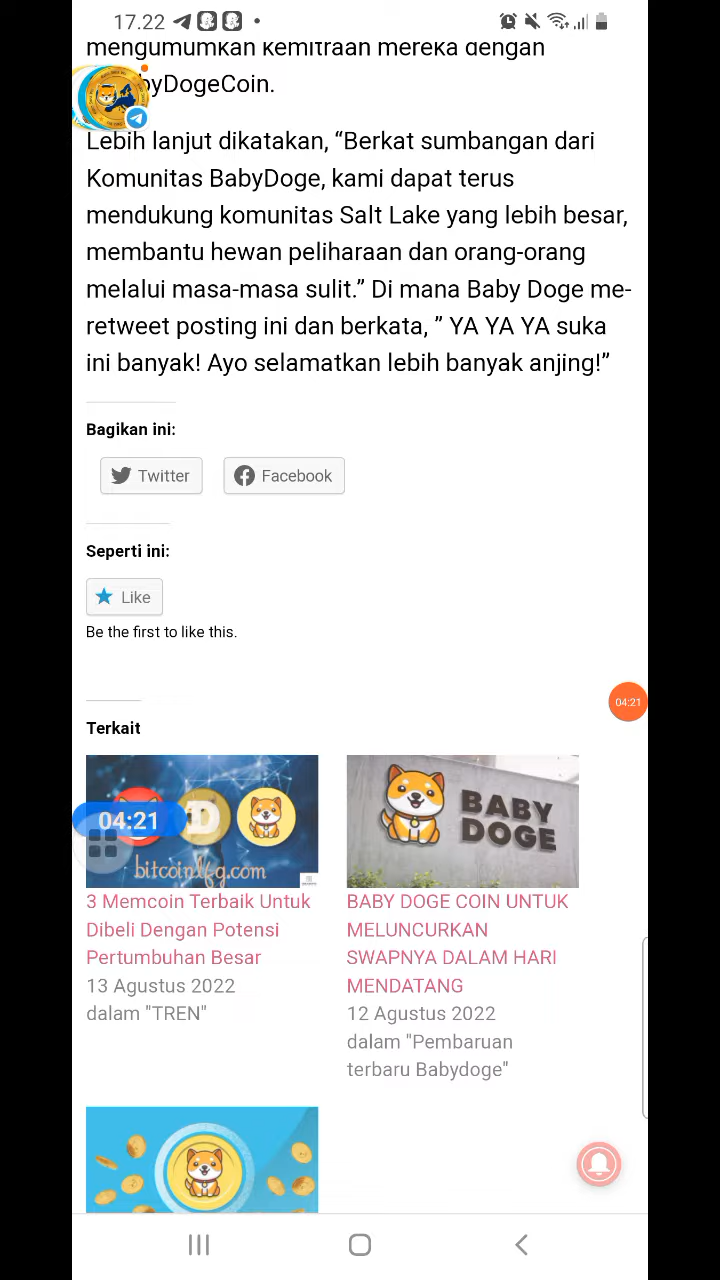 17.22
mengumumkan kemitraan mereka dengan
byDogeCoin.
Lebih lanjut dikatakan, “Berkat sumbangan dari
Komunitas BabyDoge, kami dapat terus
mendukung komunitas Salt Lake yang lebih besar,
membantu hewan peliharaan dan orang-orang
melalui masa-masa sulit.” Di mana Baby Doge me-
retweet posting ini dan berkata, ” YA YA YA suka
ini banyak! Ayo selamatkan lebih banyak anjing!”
Bagikan ini:
Twitter
Facebook
Seperti ini:
Like
Be the first to like this.
04:21
Terkait
04:21
bitcoinlfg.com
BABY
DOGE
3 Memcoin Terbaik Untuk
Dibeli Dengan Potensi
Pertumbuhan Besar
13 Agustus 2022
dalam "TREN"
BABY DOGE COIN UNTUK
MELUNCURKAN
SWAPNYA DALAM HARI
MENDATANG
12 Agustus 2022
dalam "Pembaruan
terbaru Babydoge"